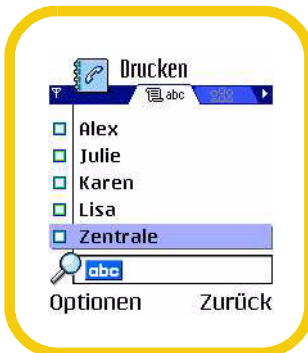 Drucken
abc
Alex
Julie
Karen
Lisa
Zentrale
abc
Optionen Zurück